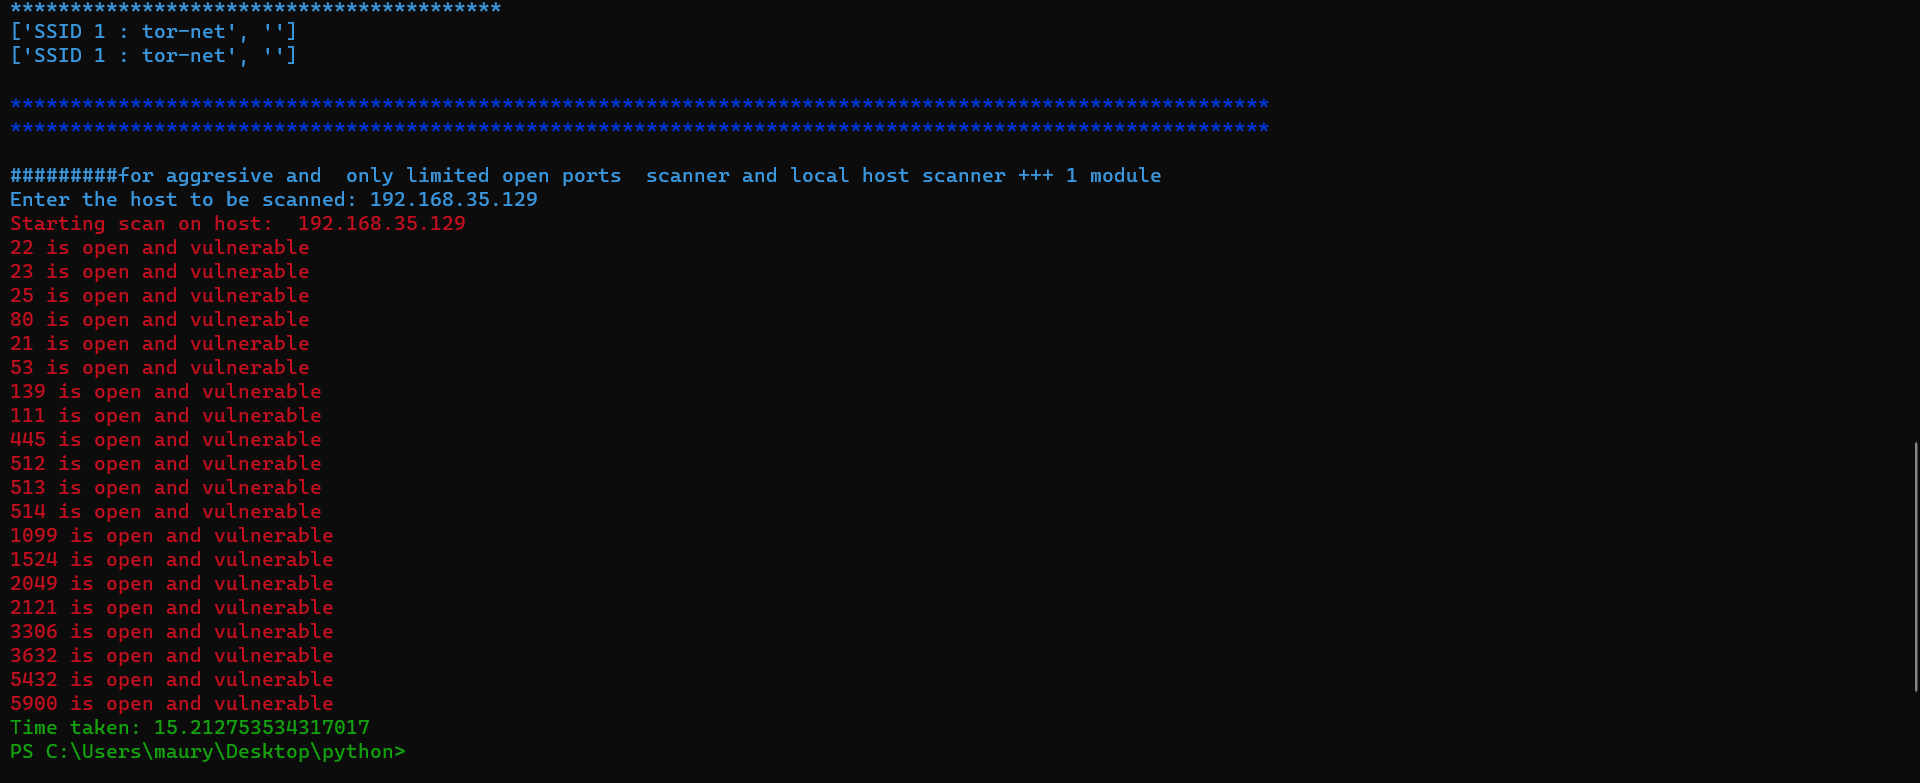 *****************************************
['SSID 1 : tor-net', '']
['SSID 1 : tor-net', '']
*********************************************************************************************************
*********************************************************************************************************
#########for aggresive and  only limited open ports  scanner and local host scanner +++ 1 module
Enter the host to be scanned: 192.168.35.129
Starting scan on host:  192.168.35.129
22 is open and vulnerable
23 is open and vulnerable
25 is open and vulnerable
80 is open and vulnerable
21 is open and vulnerable
53 is open and vulnerable
139 is open and vulnerable
111 is open and vulnerable
445 is open and vulnerable
512 is open and vulnerable
513 is open and vulnerable
514 is open and vulnerable
1099 is open and vulnerable
1524 is open and vulnerable
2049 is open and vulnerable
2121 is open and vulnerable
3306 is open and vulnerable
3632 is open and vulnerable
5432 is open and vulnerable
5900 is open and vulnerable
Time taken: 15.212753534317017
PS C:\Users\maury\Desktop\python>